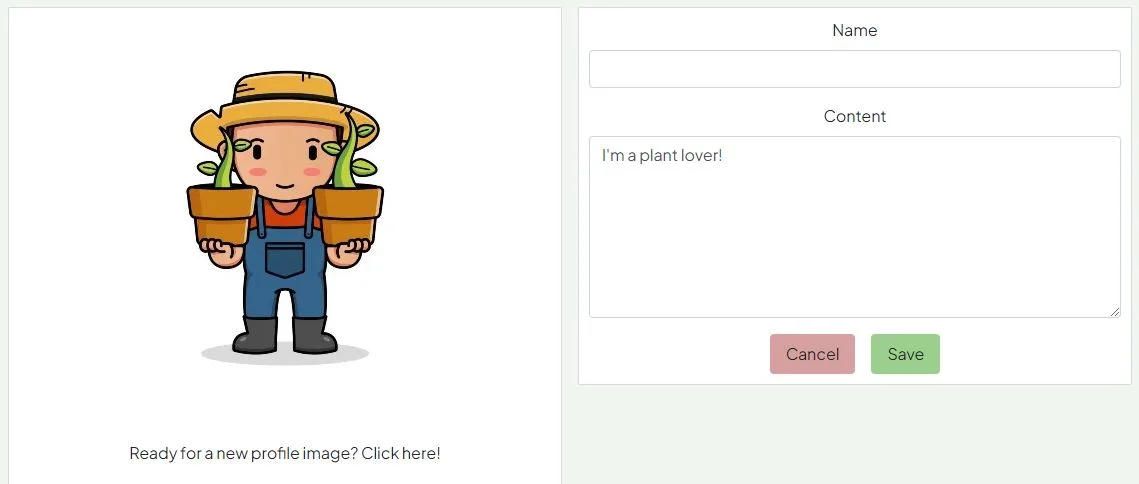 Ready for a new profile image? Click here!
Name
Content
I'm a plant lover!
Cancel
Save